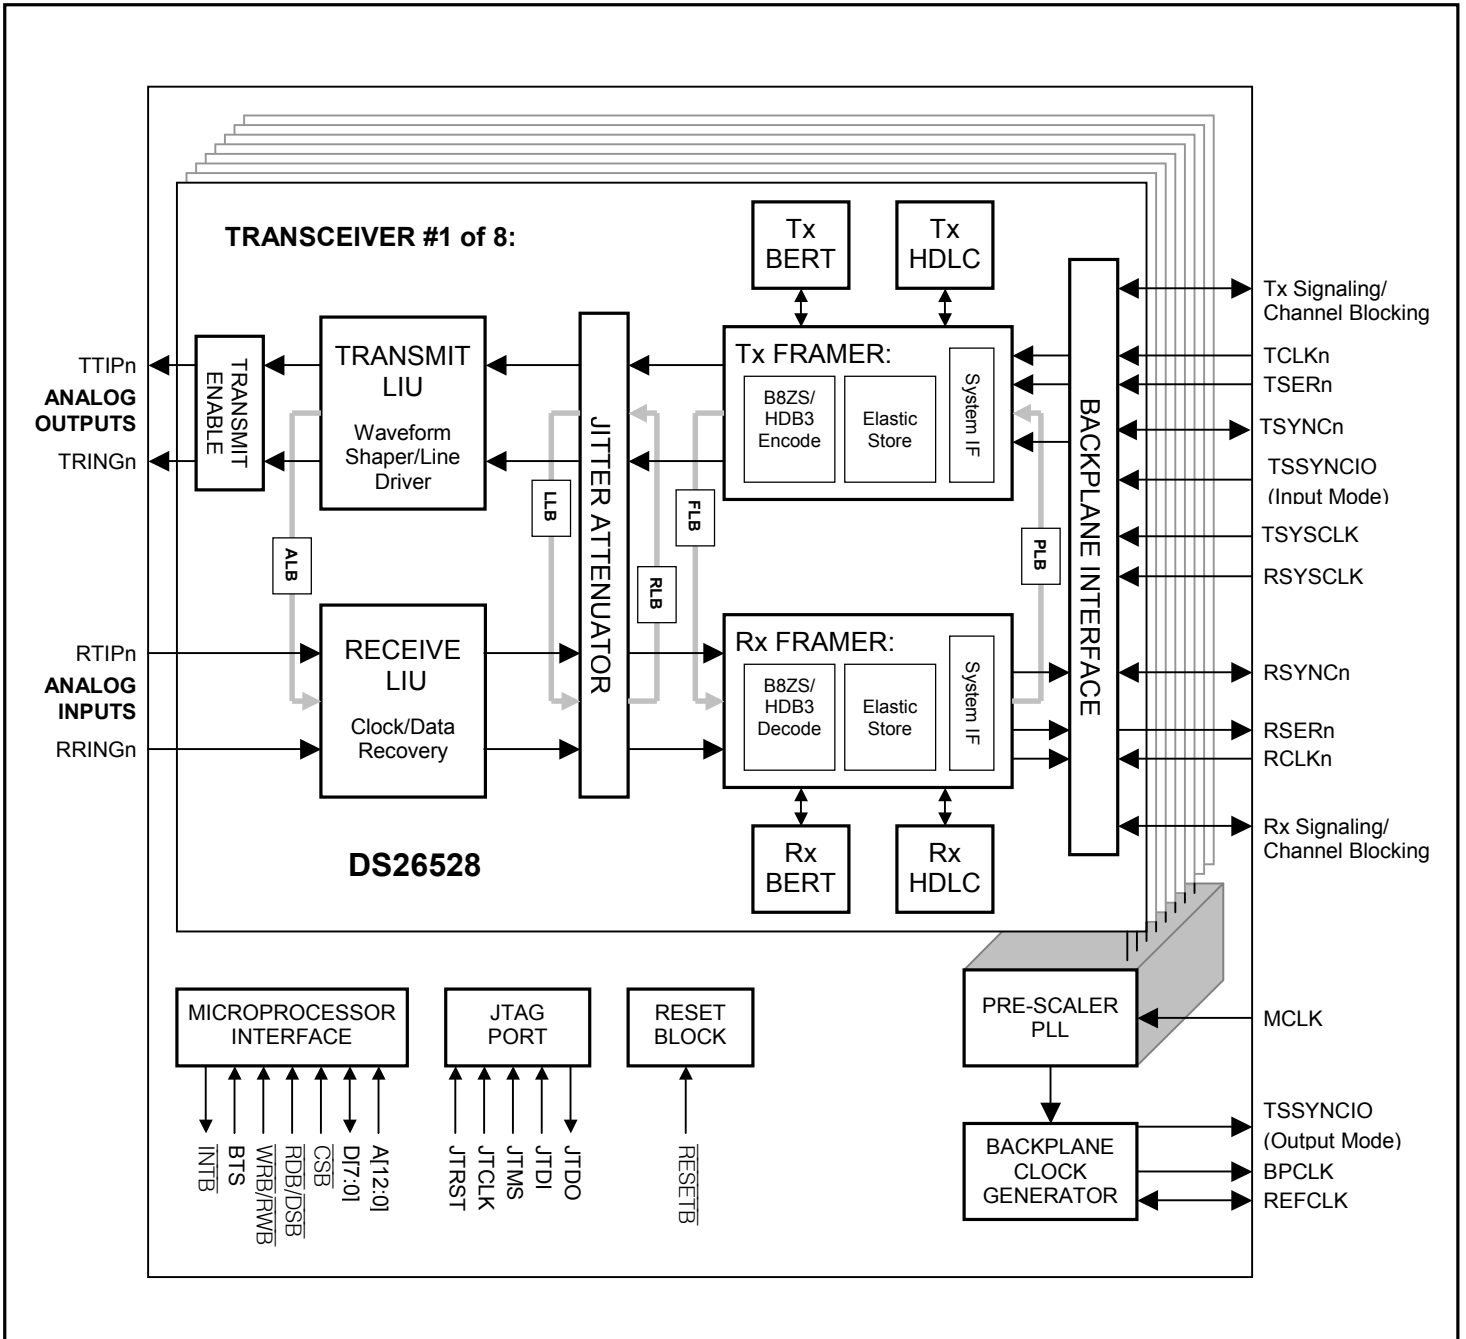 TRANSCEIVER #1 of 8:
Tx
BERT
Tx
HDLC
TTIPn
ANALOG
OUTPUTS
TRINGn
TRANSMIT
ENABLE
TRANSMIT
LIU
Waveform
Shaper/Line
Driver
JITTER ATTENUATOR
Tx FRAMER:
B8ZS/
HDB3
Encode
Elastic
Store
System IF
BACKPLANE INTERFACE
ALB
LLB
RLB
FLB
PLB
RTIPn
ANALOG
INPUTS
RRINGn
RECEIVE
LIU
Clock/Data
Recovery
Rx FRAMER:
B8ZS/
HDB3
Decode
Elastic
Store
System IF
Rx
BERT
Rx
HDLC
DS26528
Tx Signaling/
Channel Blocking
TCLKn
TSERn
TSYNCn
TSSYNCIO
(Input Mode)
TSYSCLK
RSYSCLK
RSYNCn
RSERn
RCLKn
Rx Signaling/
Channel Blocking
MICROPROCESSOR
INTERFACE
INTB
BTS
WRB/RWB
RDB/DSB
CSB
D[7:0]
A[12:0]
JTAG
PORT
JTRST
JTCLK
JTMS
JTDI
JTDO
RESET
BLOCK
RESETB
PRE-SCALER
PLL
MCLK
BACKPLANE
CLOCK
GENERATOR
TSSYNCIO
(Output Mode)
BPCLK
REFCLK